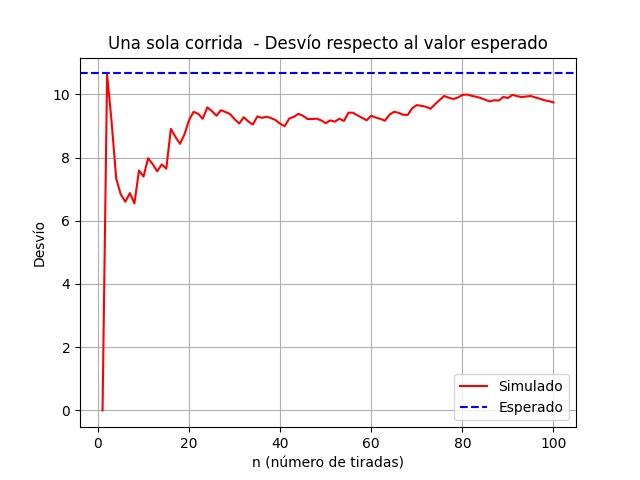 Una sola corrida  - Desvío respecto al valor esperado
Desvío
10
8
6
4
2
0
0 20 40 60 80 100
n (número de tiradas)
Simulado
Esperado